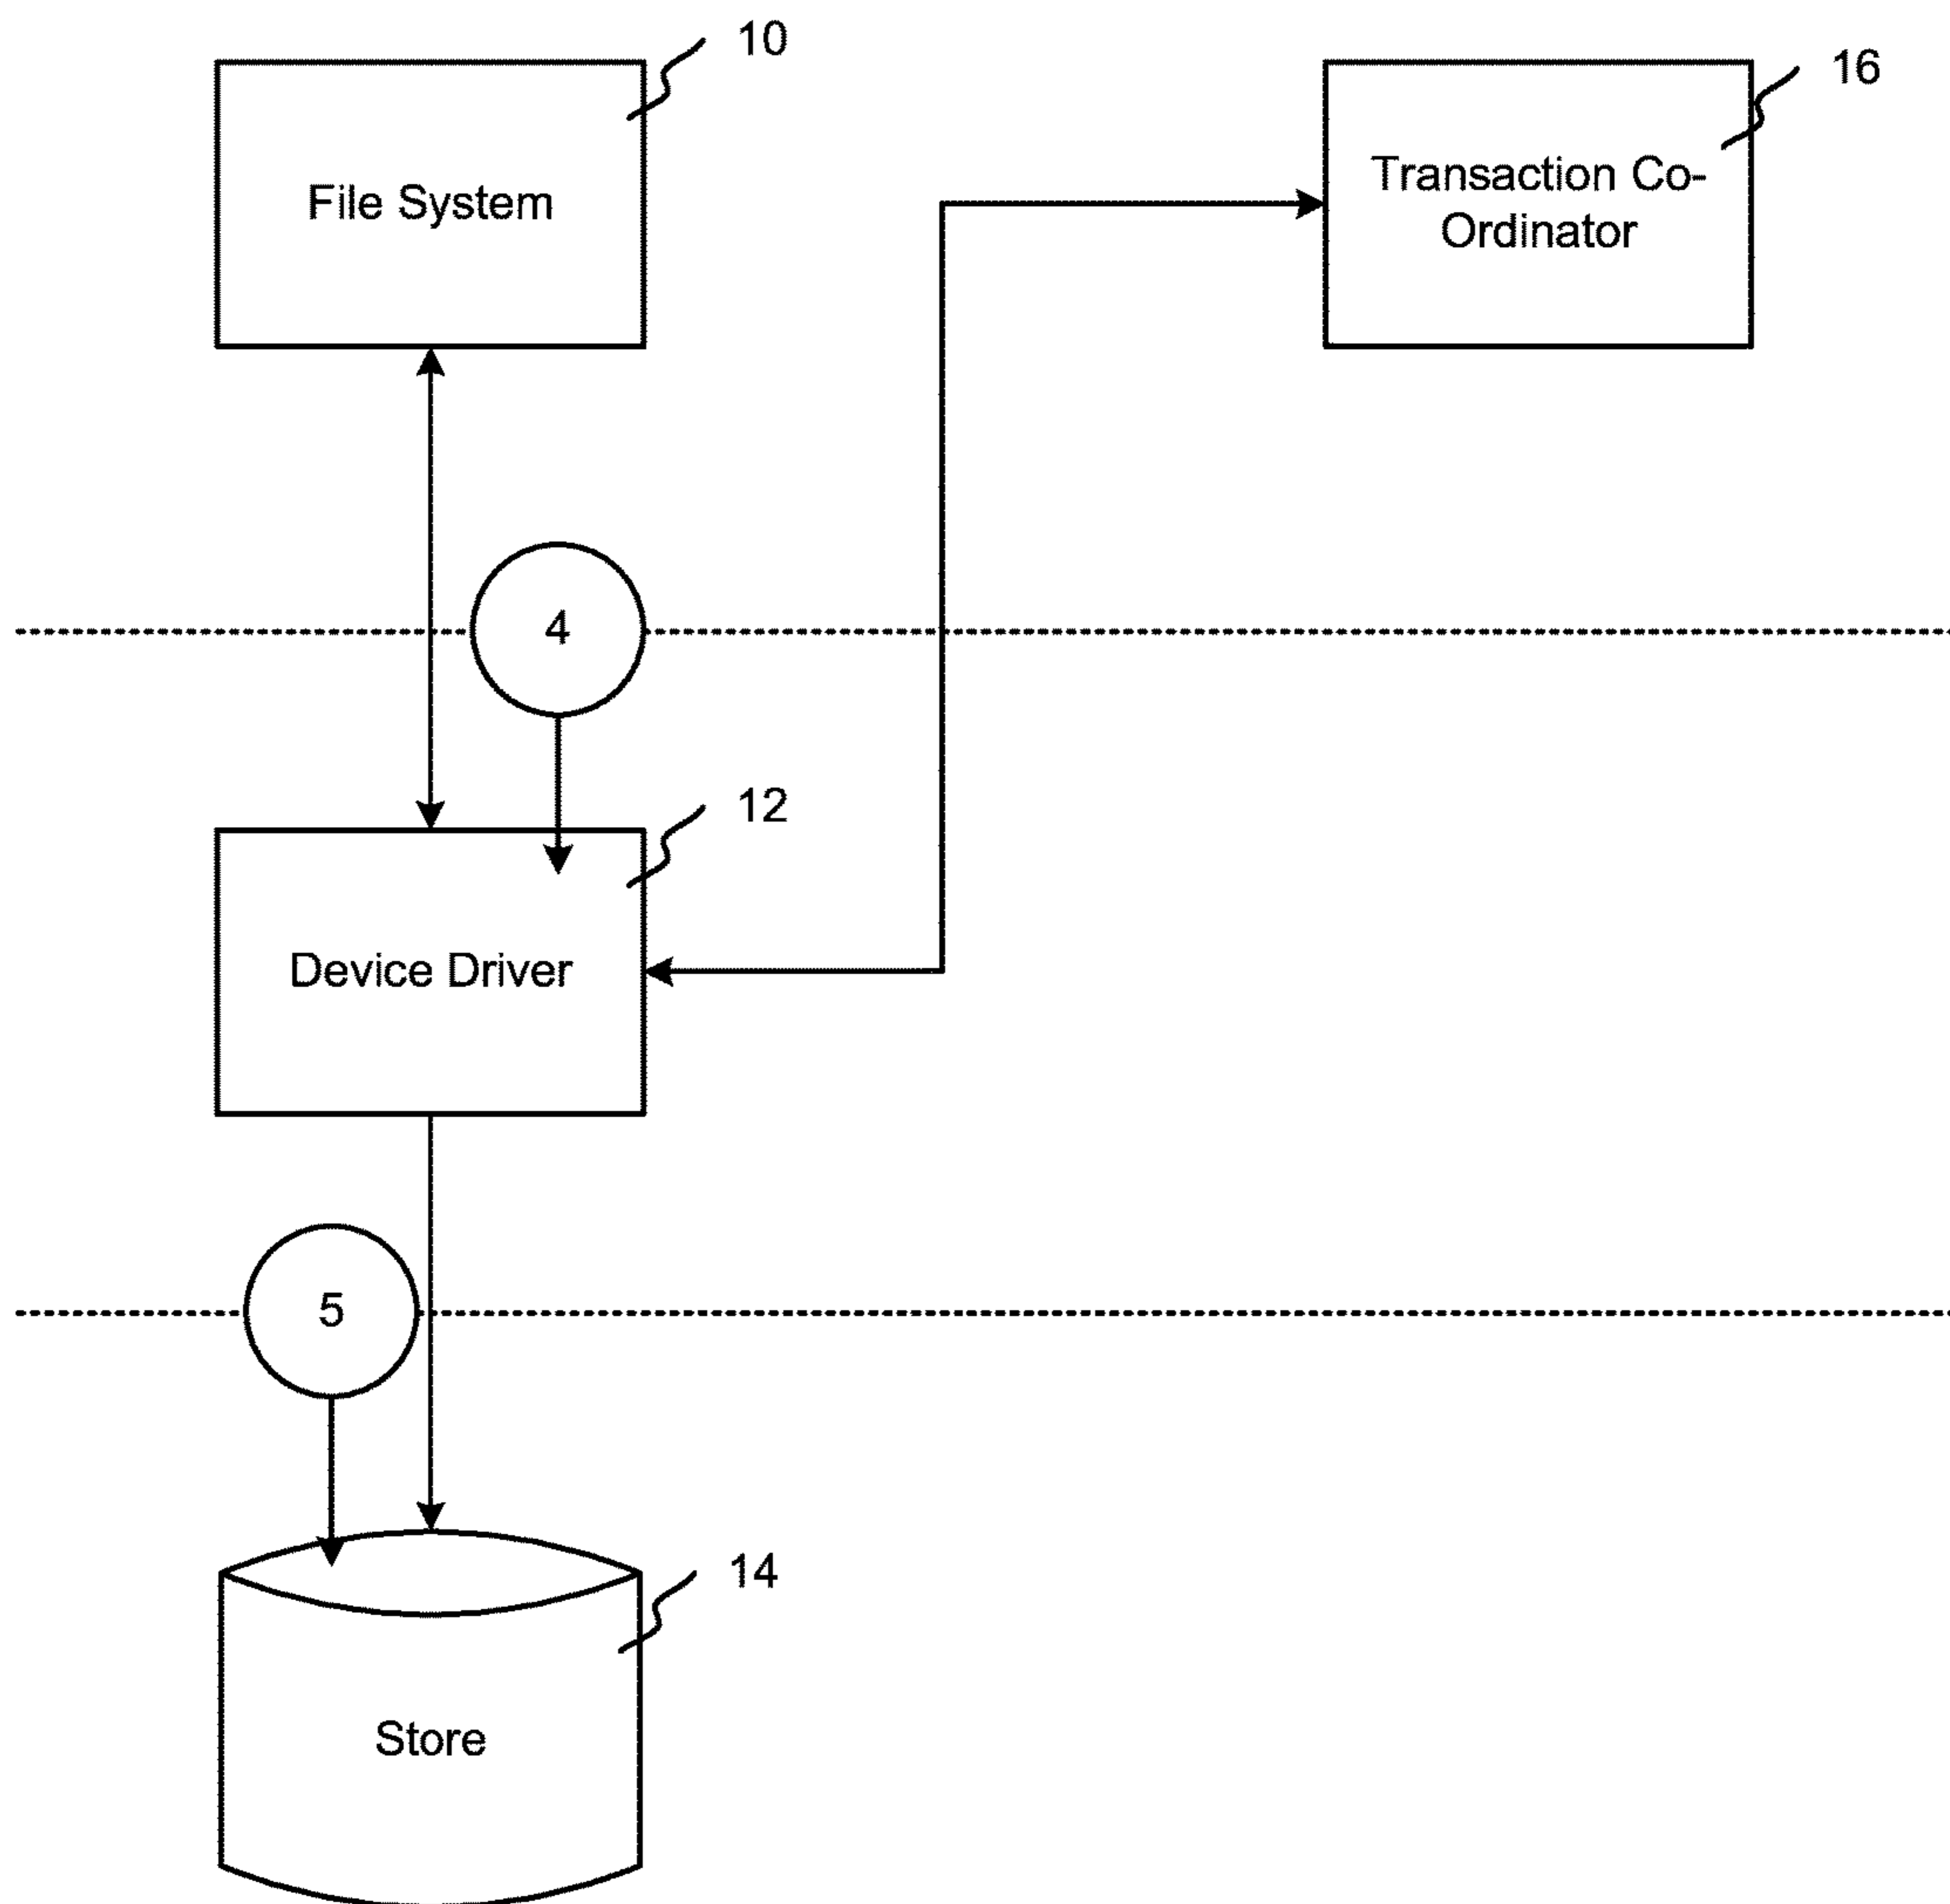 10
16
File System
Transaction Co-
Ordinator
4
12
Device Driver
5
14
Store